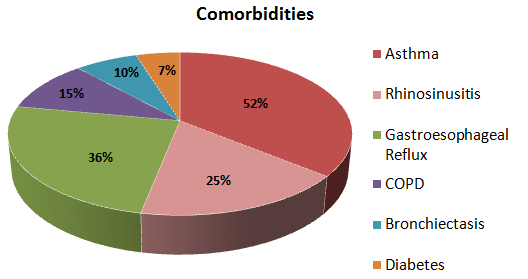 Comorbidities
52%
25%
36%
15%
10%
7%
Asthma
Rhinosinusitis
Gastroesophageal
Reflux
COPD
Bronchiectasis
Diabetes